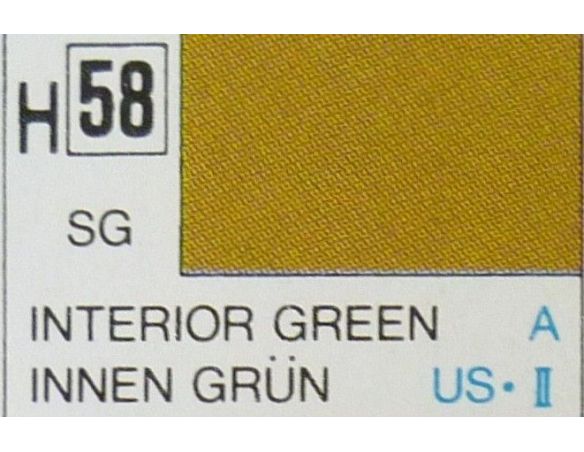 H 58
SG
INTERIOR GREEN A
INNEN GRÜN US·II